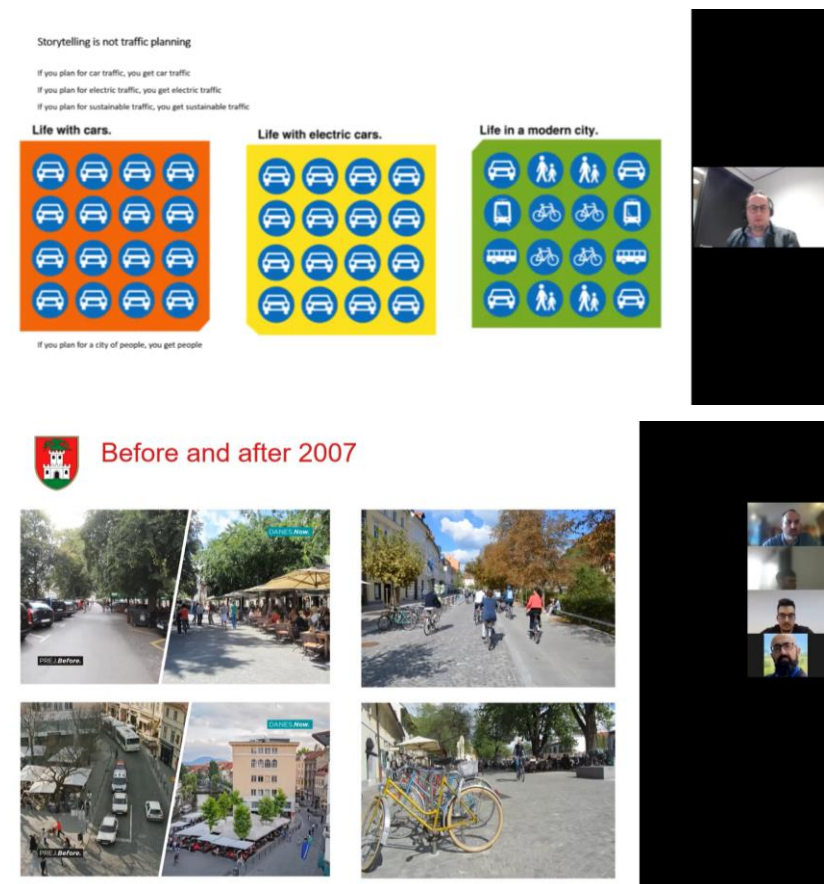 Storytelling is not traffic planning
If you plan for car traffic, you get car traffic
If you plan for electric traffic, you get electric traffic
If you plan for sustainable traffic, you get sustainable traffic
Life with cars.
Life with electric cars.
Life in a modern city.
If you plan for a city of people, you get people
Before and after 2007
DANES.Now.
PREJ.Before.
DANES.Now.
PREJ.Before.